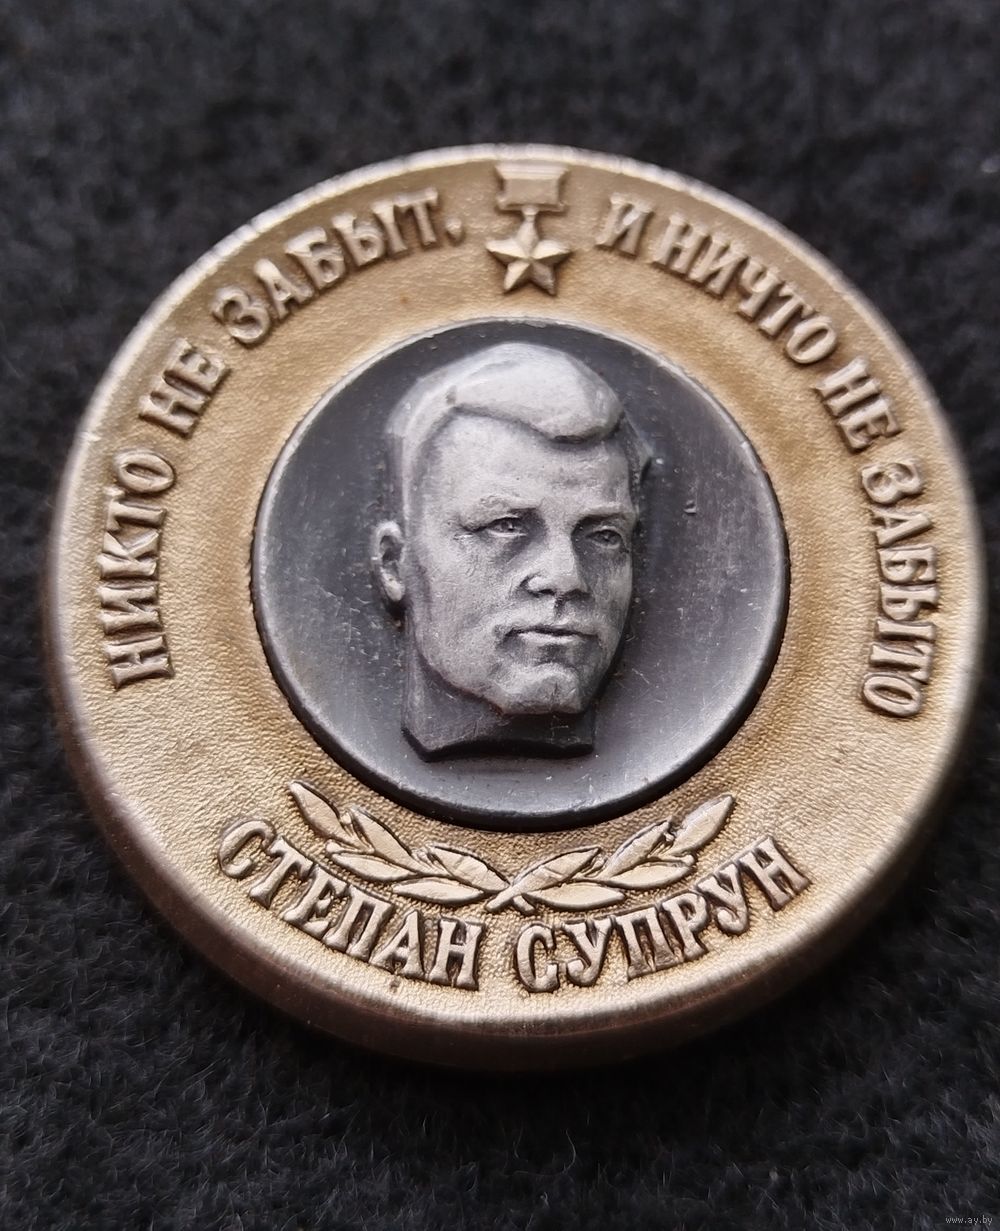 НИКТО НЕ ЗАБЫТ,
И НИЧТО НЕ ЗАБЫТО
СТЕПАН СУПРУН
www.ay.by